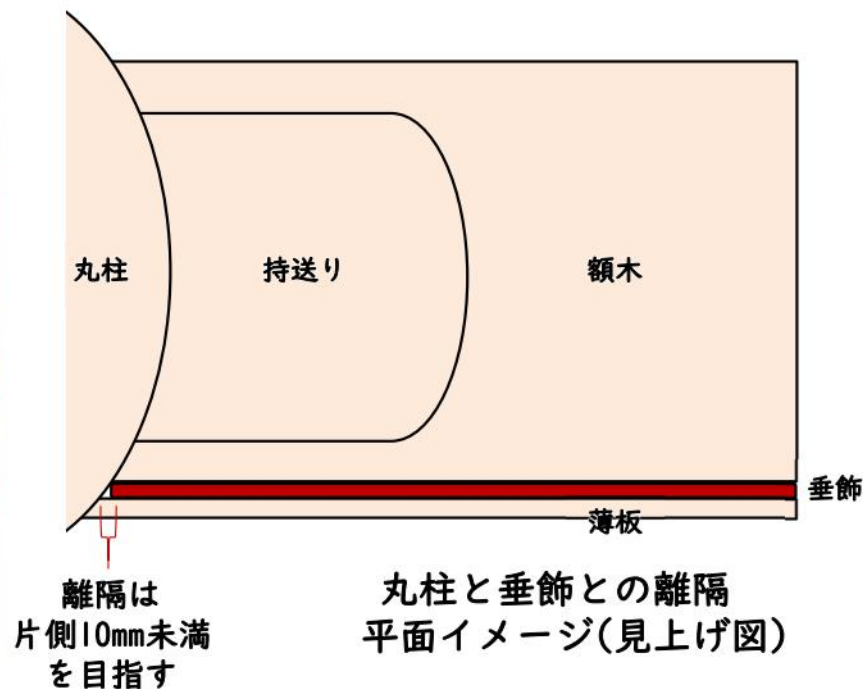 丸柱
持送り
額木
垂飾
薄板
離隔は
片側10mm未満
を目指す
丸柱と垂飾との離隔
平面イメージ(見上げ図)